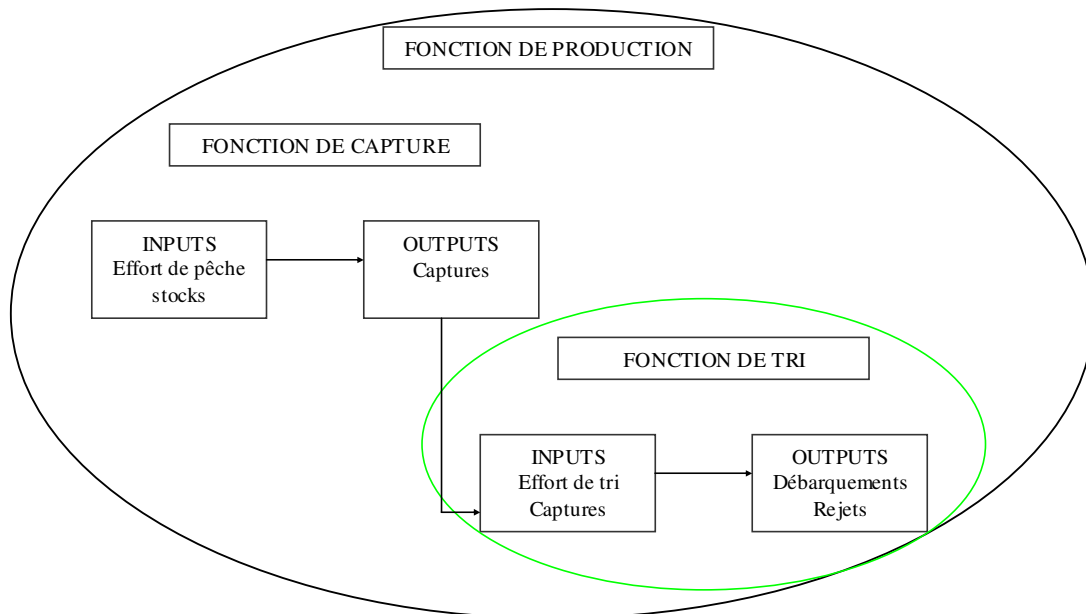 FONCTION DE PRODUCTION
FONCTION DE CAPTURE
INPUTS
Effort de pêche
stocks
OUTPUTS
Captures
FONCTION DE TRI
INPUTS
Effort de tri
Captures
OUTPUTS
Débarquements
Rejets